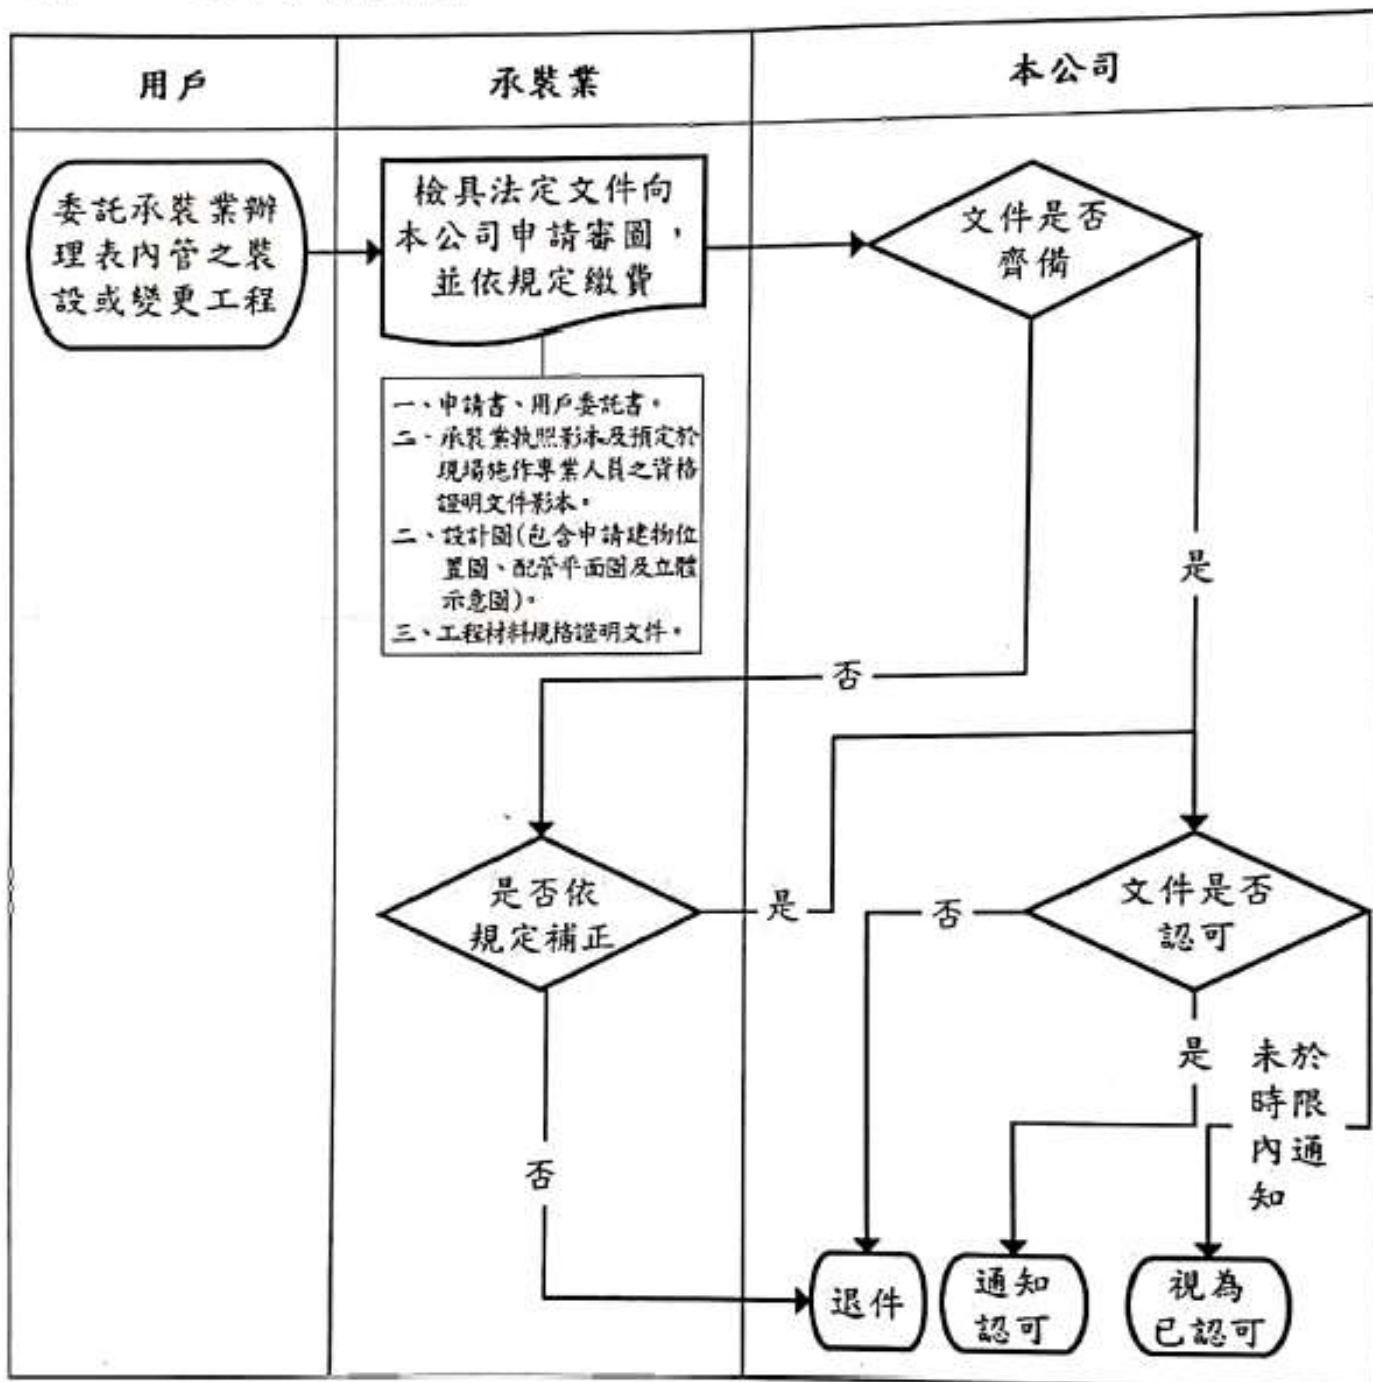 用戶
承裝業
本公司
委託承裝業辦
理表內管之裝
設或變更工程
檢具法定文件向
本公司申請審圖，
並依規定繳費
文件是否
齊備
一、申請書、用戶委託書。
二、承裝業執照影本及預定於
現場施作專業人員之資格
證明文件影本。
二、設計圖(包含申請建物位
置圖、配管平面圖及立體
示意圖)。
三、工程材料規格證明文件。
是
否
是否依
規定補正
是
否
文件是否
認可
是
未於
時限
內通
知
否
退件
通知
認可
視為
已認可